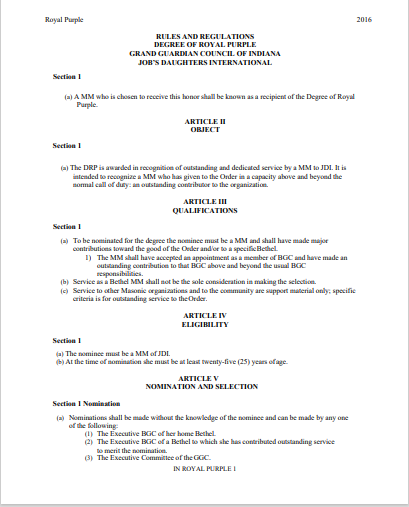 Royal Purple 2016
RULES AND REGULATIONS
DEGREE OF ROYAL PURPLE
GRAND GUARDIAN COUNCIL OF INDIANA
JOB'S DAUGHTERS INTERNATIONAL
Section 1
(a) A MM who is chosen to receive this honor shall be known as a recipient of the Degree of Royal
Purple.
ARTICLE II
OBJECT
Section 1
(a) The DRP is awarded in recognition of outstanding and dedicated service by a MM to JDI. It is
intended to recognize a MM who has given to the Order in a capacity above and beyond the
normal call of duty: an outstanding contributor to the organization.
ARTICLE III
QUALIFICATIONS
Section 1
(a) To be nominated for the degree the nominee must be a MM and shall have made major
contributions toward the good of the Order and/or to a specificBethel.
1) The MM shall have accepted an appointment as a member of BGC and have made an
outstanding contribution to that BGC above and beyond the usual BGC
responsibilities.
(b) Service as a Bethel MM shall not be the sole consideration in making the selection.
(c) Service to other Masonic organizations and to the community are support material only; specific
criteria is for outstanding service to theOrder.
ARTICLE IV
ELIGIBILITY
Section 1
(a) The nominee must be a MM of JDI.
(b) At the time of nomination she must be at least twenty-five (25) years ofage.
ARTICLE V
NOMINATION AND SELECTION
Section 1 Nomination
(a) Nominations shall be made without the knowledge of the nominee and can be made by any one
of the following:
(1) The Executive BGC of her home Bethel.
(2) The Executive BGC of a Bethel to which she has contributed outstanding service
to merit the nomination.
(3) The Executive Committee of the GGC.
IN ROYAL PURPLE 1